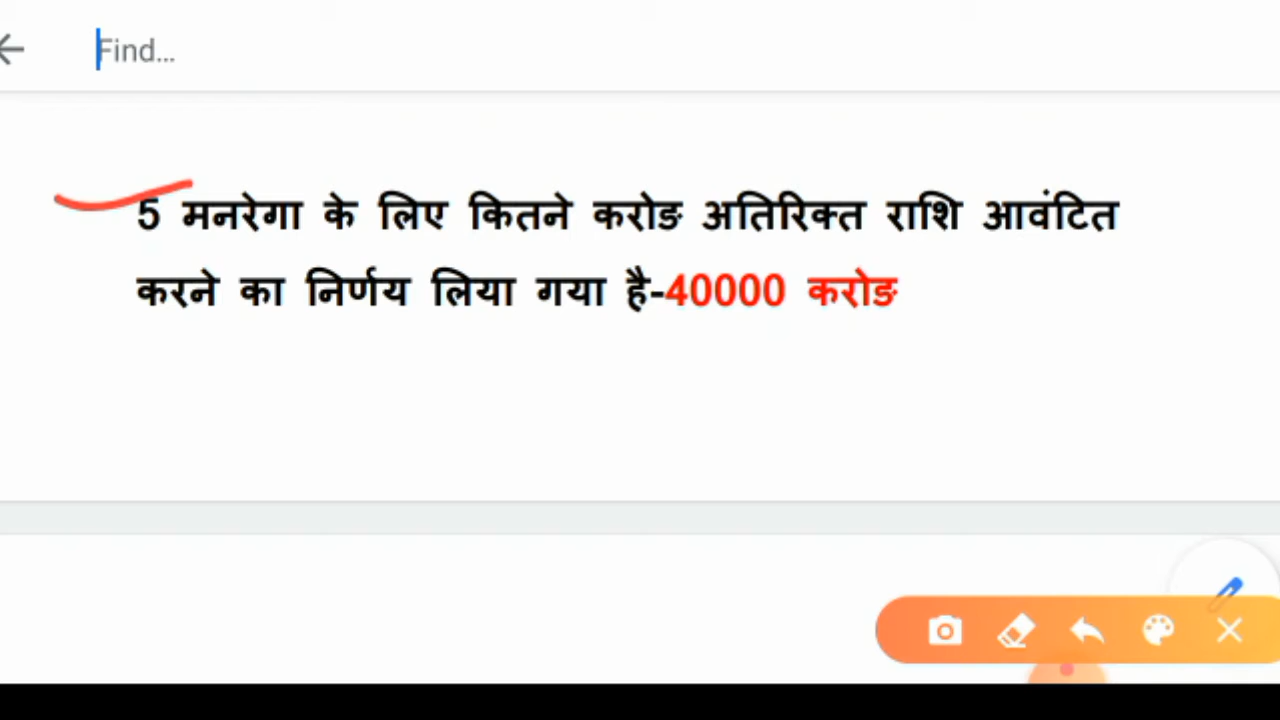 Find...
5 मनरेगा के लिए कितने करोङ अतिरिक्त राशि आवंटित
करने का निर्णय लिया गया है-40000 करोङ